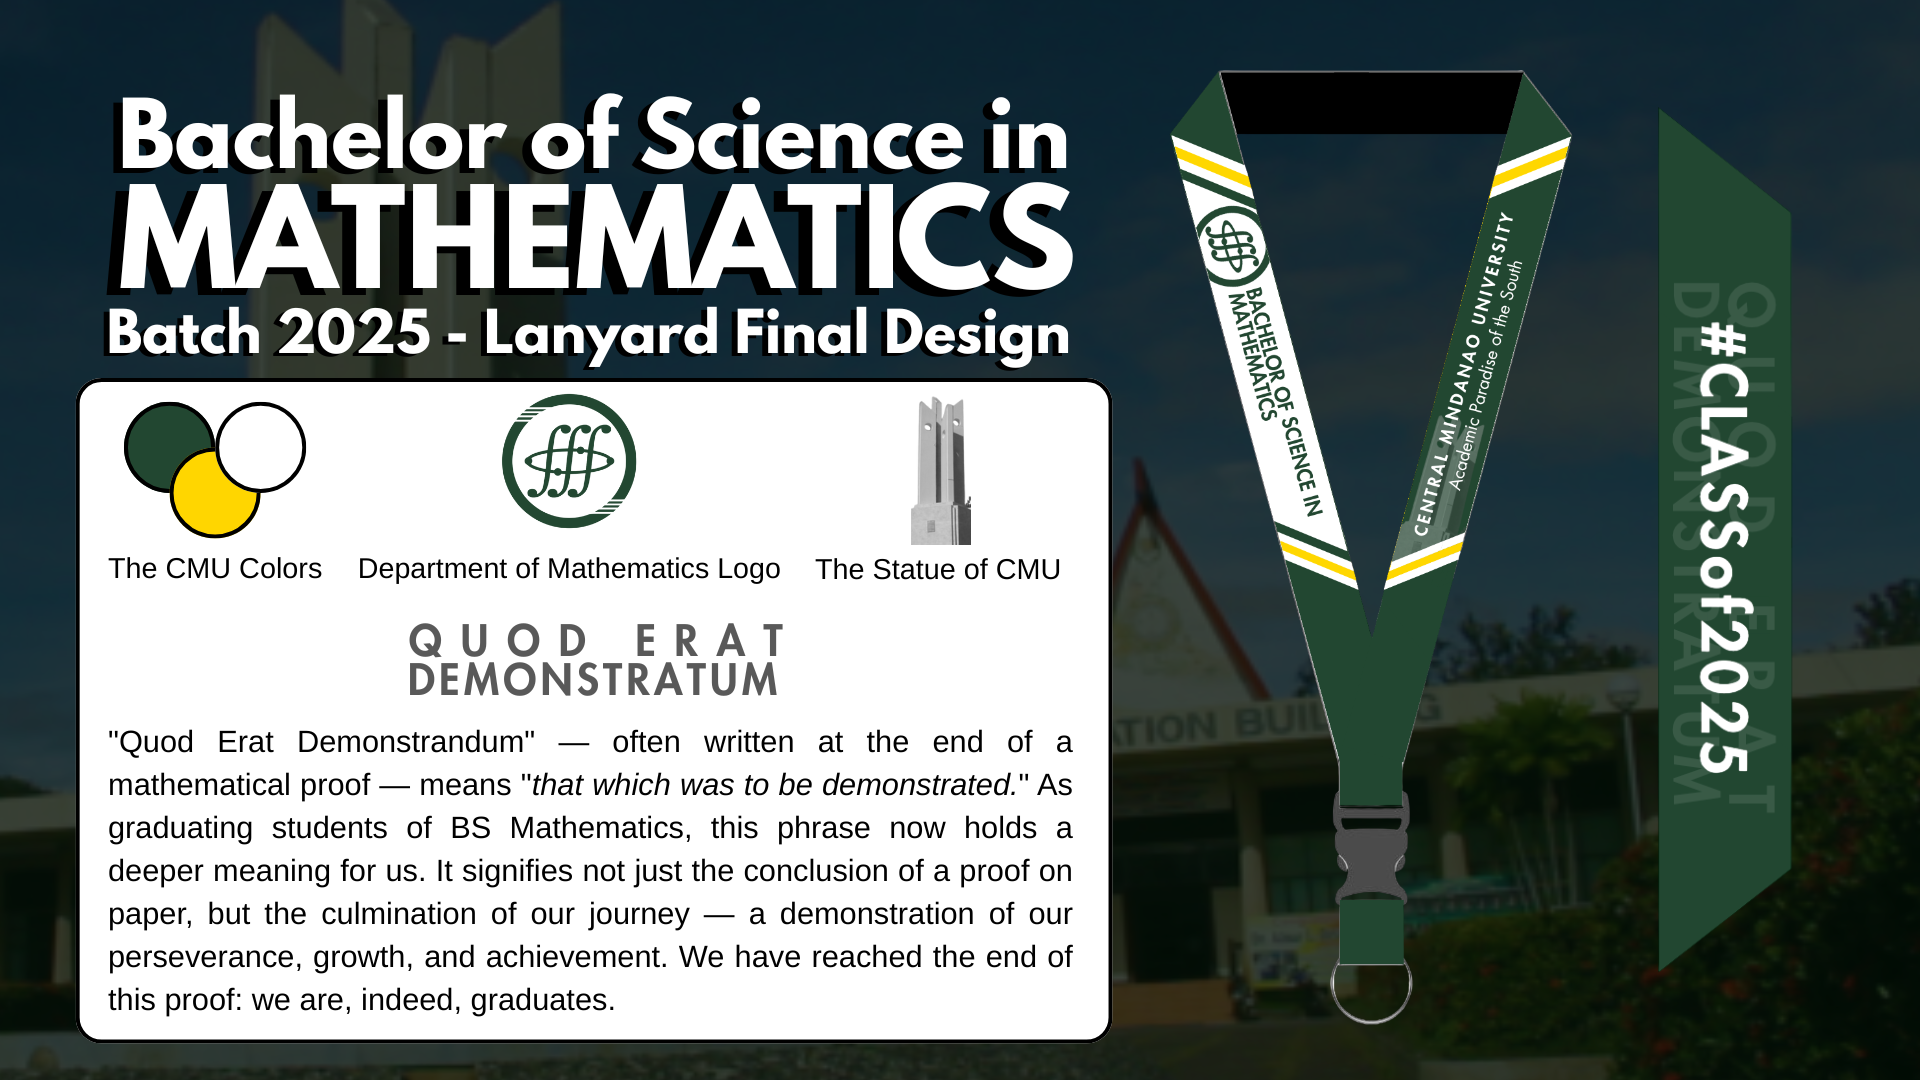 Bachelor of Science in
MATHEMATICS
Batch 2025 - Lanyard Final Design
The CMU Colors
Department of Mathematics Logo
The Statue of CMU
QUOD ERAT
DEMONSTRATUM
"Quod Erat Demonstrandum" — often written at the end of a
mathematical proof — means "that which was to be demonstrated." As
graduating students of BS Mathematics, this phrase now holds a
deeper meaning for us. It signifies not just the conclusion of a proof on
paper, but the culmination of our journey — a demonstration of our
perseverance, growth, and achievement. We have reached the end of
this proof: we are, indeed, graduates.
BACHELOR OF SCIENCE IN
MATHEMATICS
CENTRAL MINDANAO UNIVERSITY
Academic Paradise of the South
QUOD ERAT
DEMONSTRATUM
#CLASSof2025